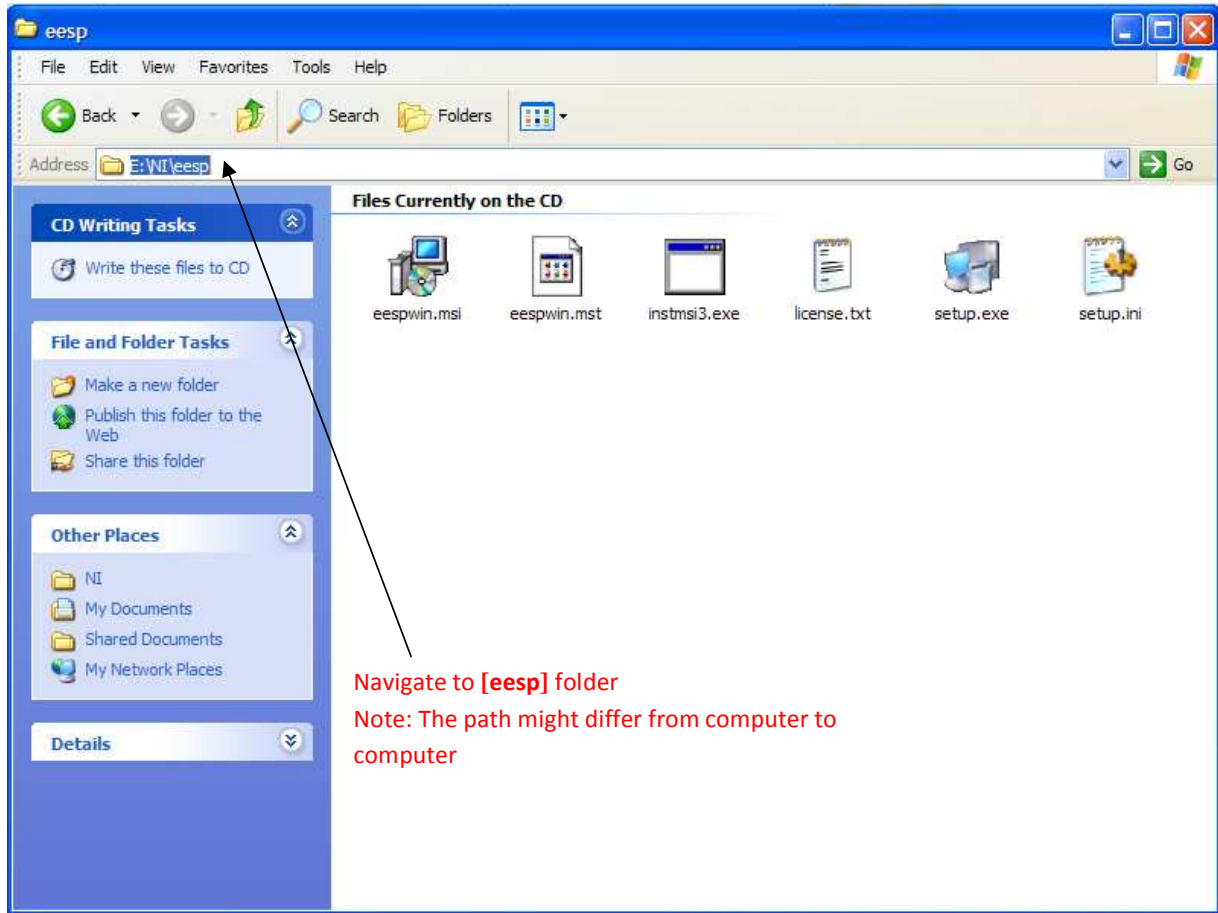 eesp
File Edit View Favorites Tools Help
Back Search Folders
Address E:\NI\eesp Go
CD Writing Tasks
Write these files to CD
File and Folder Tasks
Make a new folder
Publish this folder to the
Web
Share this folder
Other Places
NI
My Documents
Shared Documents
My Network Places
Details
Files Currently on the CD
eespwin.msi eespwin.mst instmsi3.exe license.txt setup.exe setup.ini
Navigate to [eesp] folder
Note: The path might differ from computer to
computer